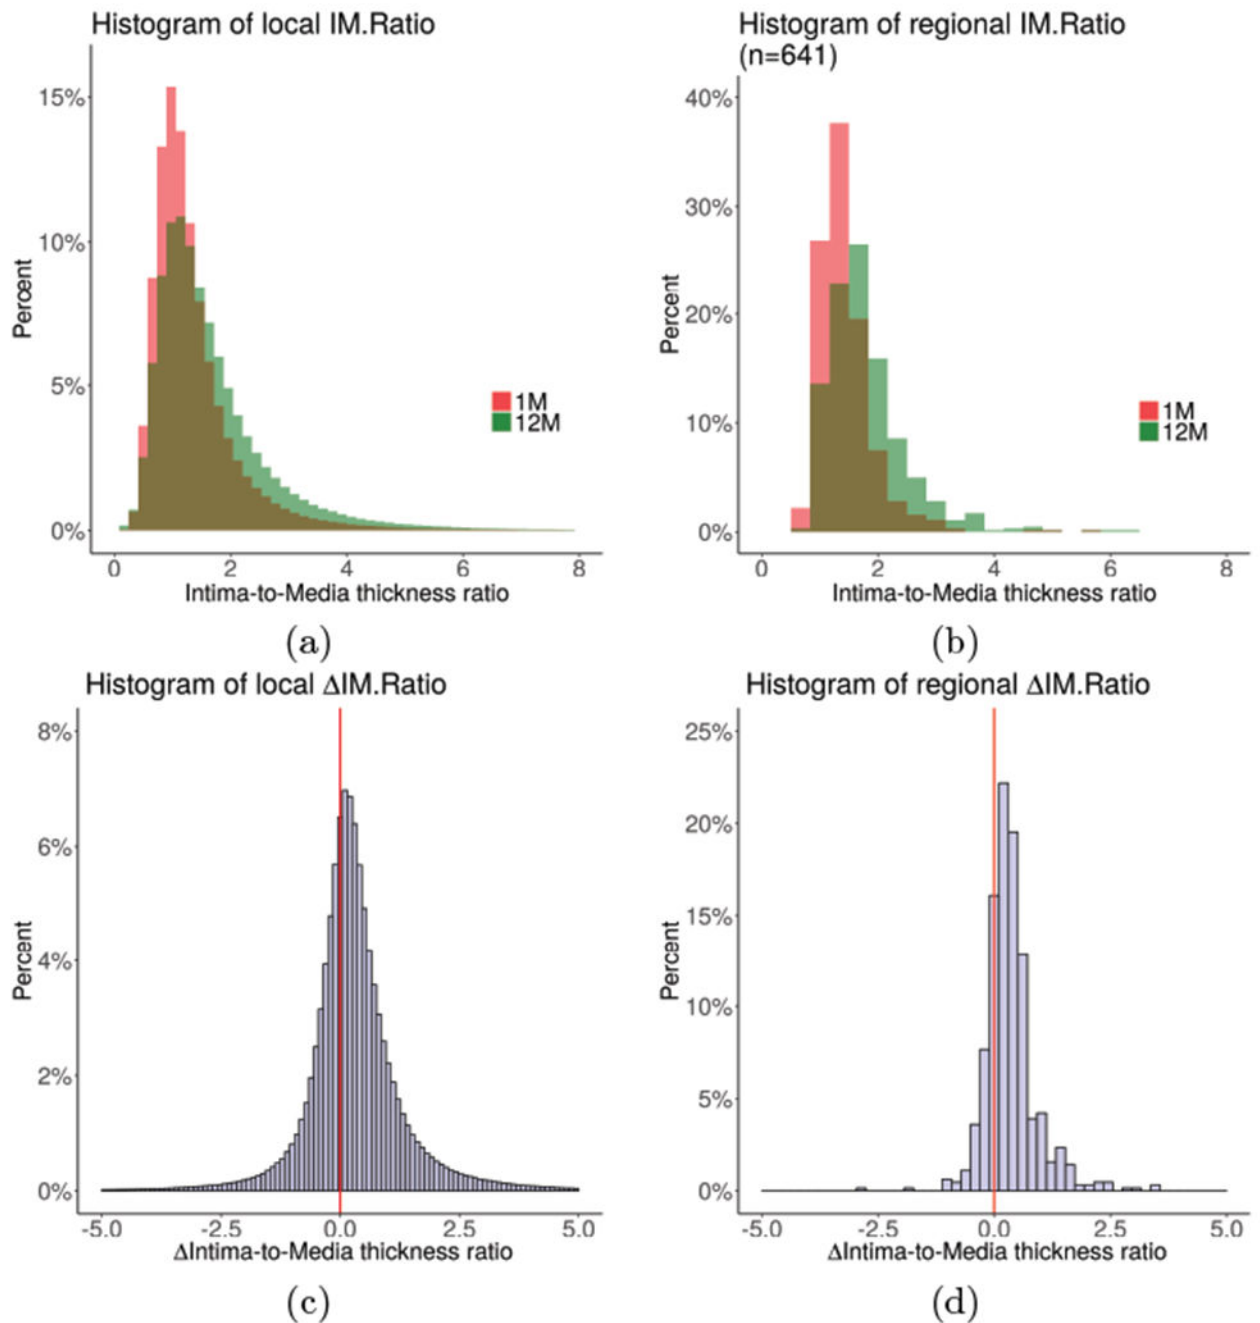 Histogram of local IM.Ratio
15%
10%
5%
0%
Percent
1M
12M
0 2 4 6 8
Intima-to-Media thickness ratio
(a)
Histogram of regional IM.Ratio
(n=641)
40%
30%
20%
10%
0%
Percent
1M
12M
0 2 4 6 8
Intima-to-Media thickness ratio
(b)
Histogram of local ΔIM.Ratio
8%
6%
4%
2%
0%
Percent
-5.0 -2.5 0.0 2.5 5.0
ΔIntima-to-Media thickness ratio
(c)
Histogram of regional ΔIM.Ratio
25%
20%
15%
10%
5%
0%
Percent
-5.0 -2.5 0.0 2.5 5.0
ΔIntima-to-Media thickness ratio
(d)